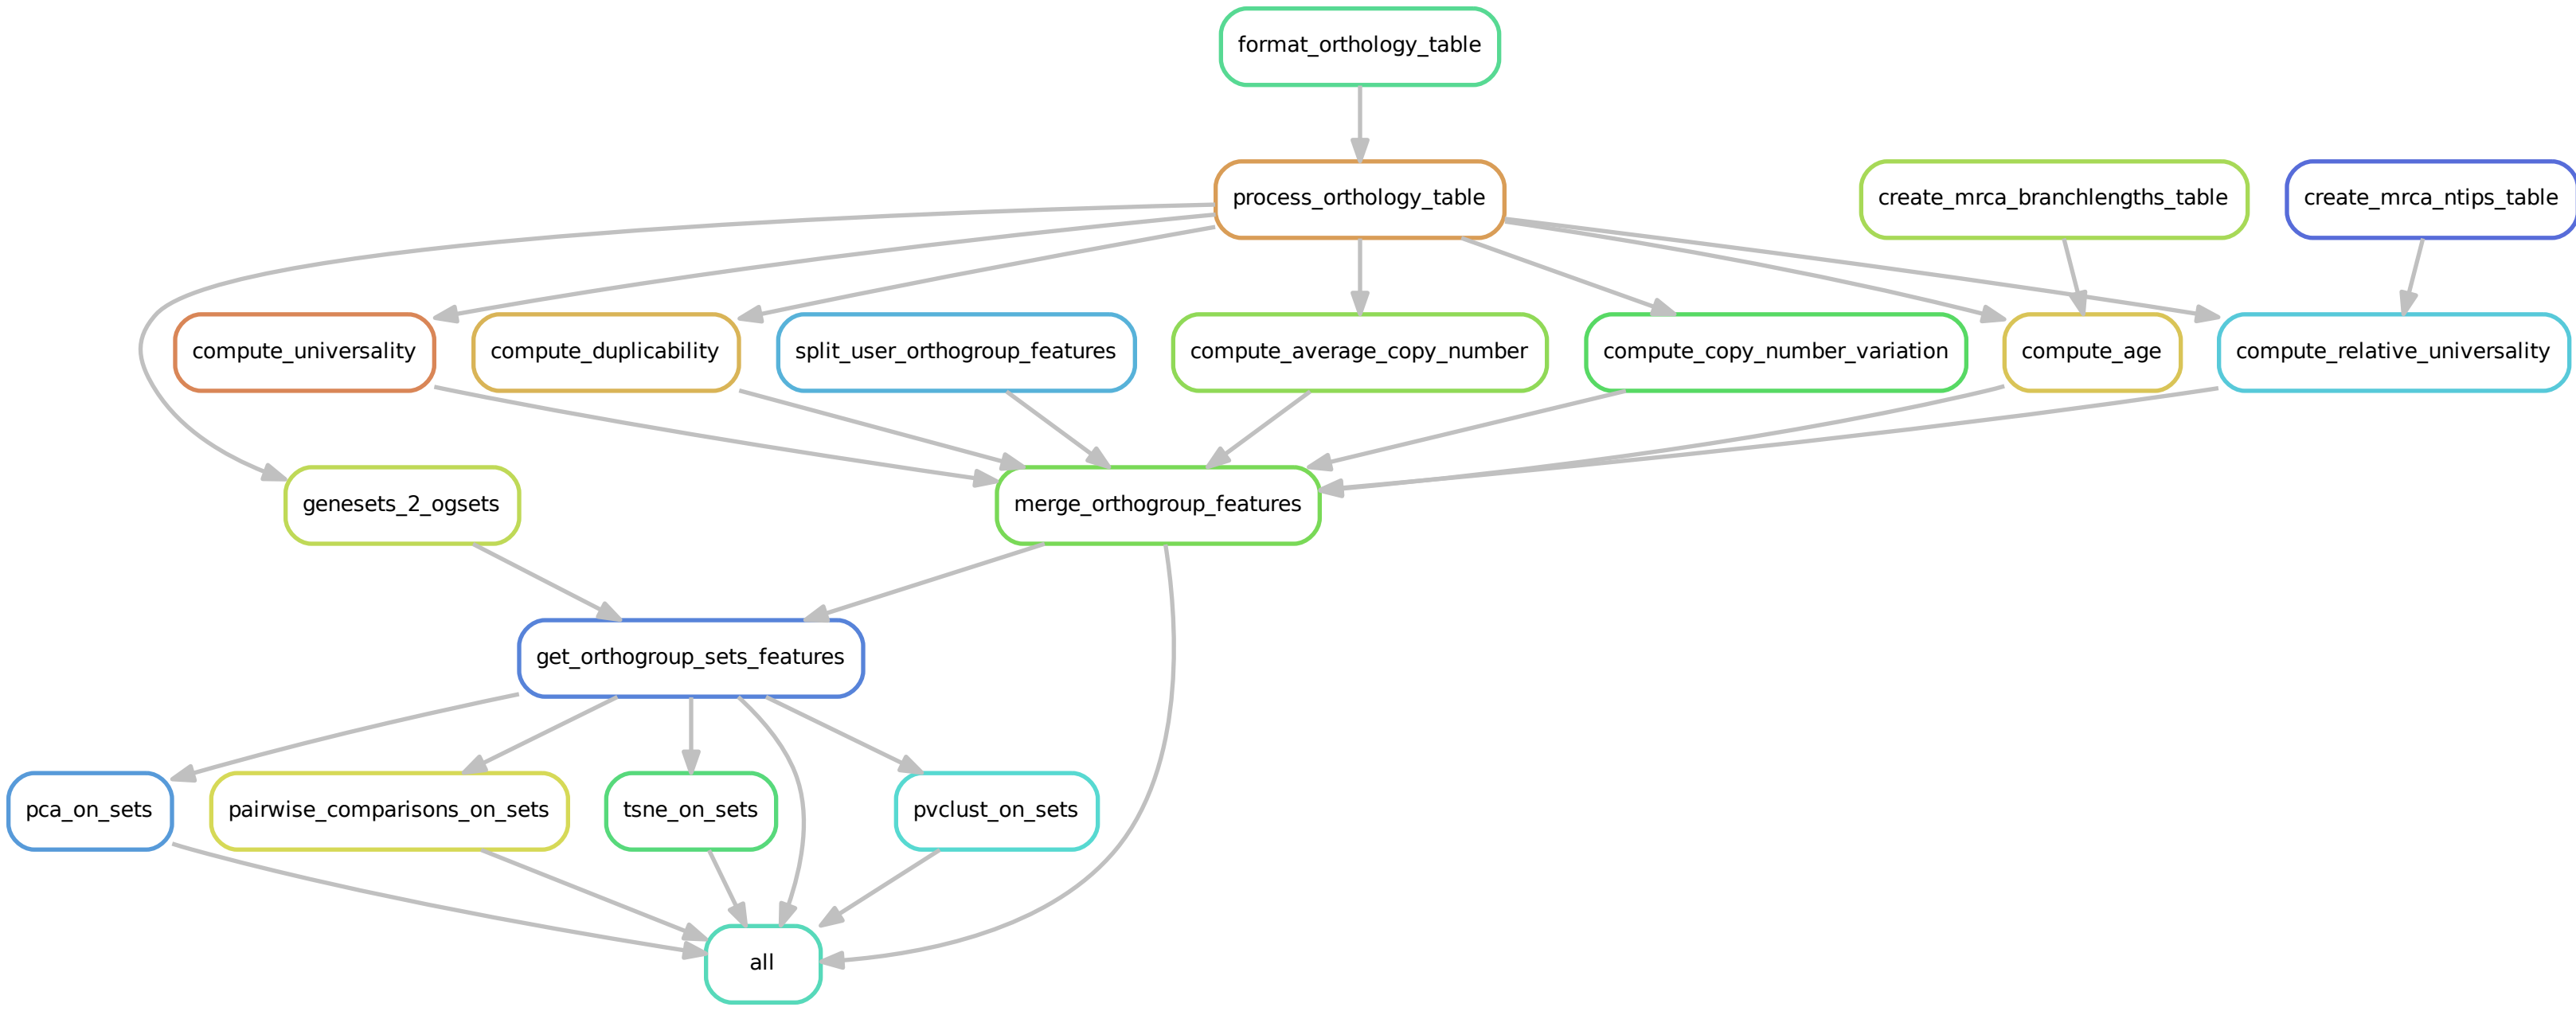 format_orthology_table
process_orthology_table
create_mrca_branchlengths_table
create_mrca_ntips_table
compute_universality
compute_duplicability
split_user_orthogroup_features
compute_average_copy_number
compute_copy_number_variation
compute_age
compute_relative_universality
genesets_2_ogsets
merge_orthogroup_features
get_orthogroup_sets_features
pca_on_sets
pairwise_comparisons_on_sets
tsne_on_sets
pvclust_on_sets
all